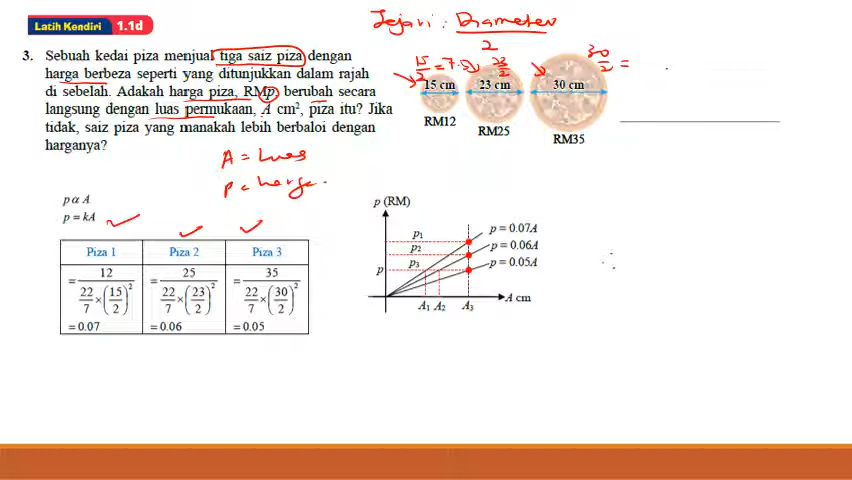 Latih Kendiri 1.1d
Jejari : Diameter
2
3. Sebuah kedai piza menjual tiga saiz piza dengan
harga berbeza seperti yang ditunjukkan dalam rajah
di sebelah. Adakah harga piza, RMp, berubah secara
langsung dengan luas permukaan, A cm², piza itu? Jika
tidak, saiz piza yang manakah lebih berbaloi dengan
harganya?
15/2 = 7.5 23/2 30/2 =
15 cm 23 cm 30 cm
RM12 RM25 RM35
A = Luas
P = harga
p α A
p = kA
Piza 1 Piza 2 Piza 3
= 12 / (22/7 × (15/2)²) = 25 / (22/7 × (23/2)²) = 35 / (22/7 × (30/2)²)
= 0.07 = 0.06 = 0.05
p (RM)
p₁ p = 0.07A
p₂ p = 0.06A
p p₃ p = 0.05A
A₁ A₂ A₃ A cm
∴